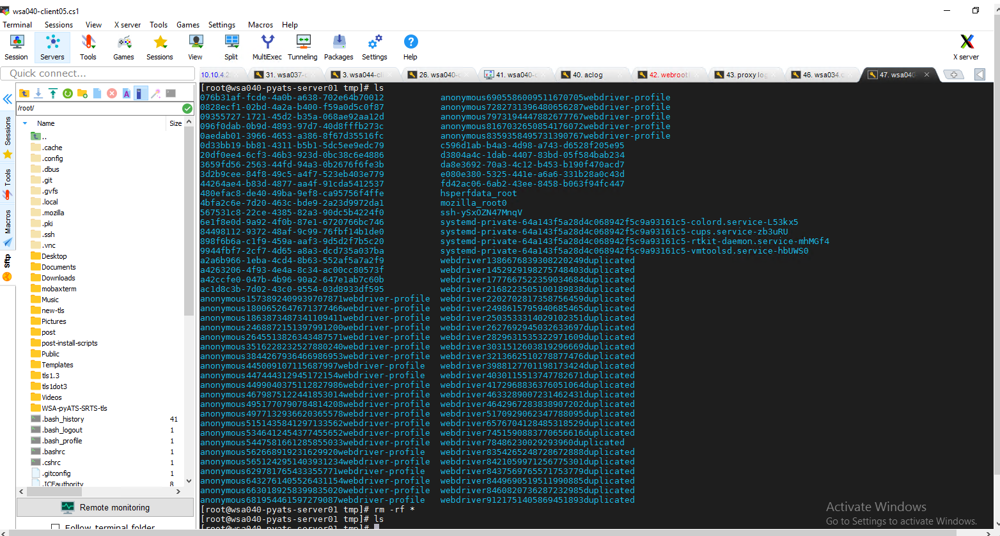 wsa040-client05.cs1
Terminal Sessions View X server Tools Games Settings Macros Help
Session Servers Tools Games Sessions View Split MultiExec Tunneling Packages Settings Help X server
Quick connect...
10.10.4.2 31. wsa037-c 3. wsa044-cli 26. wsa040-c 41. wsa040-c 40. aclog 42. webroot 43. proxy log 46. wsa034.c 47. wsa040-
/root/
Name Size
..
.cache
.config
.dbus
.git
.gvfs
.local
.mozilla
.pki
.ssh
.vnc
Desktop
Documents
Downloads
mobaxterm
Music
new-tls
Pictures
post
post-install-scripts
Public
Templates
tls1.3
tls1dot3
Videos
WSA-pyATS-SRTS-tls
.bash_history 41
.bash_logout 1
.bash_profile 1
.bashrc 1
.cshrc 1
.gitconfig 1
.ICEauthority 8
Remote monitoring
Follow terminal folder
Sessions
Tools
Macros
Sftp
[root@wsa040-pyats-server01 tmp]# ls
076b31af-fcde-4a0b-a638-702e64b70012 anonymous6905586009511670705webdriver-profile
0828ecf1-02bd-4a2a-b400-f59a0d5c0f87 anonymous7282731396480656287webdriver-profile
09355727-1721-45d2-b35a-068ae92aa12d anonymous7973194447882677767webdriver-profile
096f0dab-0b9d-4893-97d7-40d8fffb273c anonymous8167032650854176072webdriver-profile
0aedab01-3966-4653-a386-8f67d35516fc anonymous8359358495731390767webdriver-profile
0d33bb19-bb81-4311-b5b1-5dc5ee9edc79 c596d1ab-b4a3-4d98-a743-d6528f205e95
20df0ee4-6cf3-46b3-923d-0bc38c6e4886 d3804a4c-1dab-4407-83bd-05f584bab234
3659fd56-2563-44fd-94a3-0b2676f6fe3b da8e3692-70a3-4c12-b453-b190f470acd7
3d2b9cee-84f8-49c5-a4f7-523eb403e779 e080e380-5325-441e-a6a6-331b28a0c43d
44264ae4-b83d-4877-aa4f-91cda5412537 fd42ac06-6ab2-43ee-8458-b063f94fc447
480efac8-de40-49ba-9ef8-ca95756f4ffe hsperfdata_root
4bfa2c6e-7d20-463c-bde9-2a23d9972da1 mozilla_root0
567531c8-22ce-4385-82a3-90dc5b4224f0 ssh-ySxOZN47MnqV
6e1f8e0d-9a92-4f0b-87e1-6720766bc746 systemd-private-64a143f5a28d4c068942f5c9a93161c5-colord.service-L53kx5
84498112-9372-48af-9c99-76fbf14b1de0 systemd-private-64a143f5a28d4c068942f5c9a93161c5-cups.service-zb3uRU
898f6b6a-c1f9-459a-aaf3-9d5d2f7b5c20 systemd-private-64a143f5a28d4c068942f5c9a93161c5-rtkit-daemon.service-mhMGf4
9944fbf7-2cf7-4d65-a8a3-dcd735a037ba systemd-private-64a143f5a28d4c068942f5c9a93161c5-vmtoolsd.service-hbUWS0
a2a6b966-1eba-4cd4-8b63-552af5a7a2f9 webdriver1386676839308220249duplicated
a4263206-4f93-4e4a-8c34-ac00cc80573f webdriver1452929198275748403duplicated
a42ccfe0-047b-4b96-90a2-647e1ab7c60b webdriver1777667522359034684duplicated
ac1d8c3b-7d02-43c0-9554-03d8933df595 webdriver2168223505100189838duplicated
anonymous1573892409939707871webdriver-profile webdriver2202702817358756459duplicated
anonymous1800652647671377466webdriver-profile webdriver2498615795940685465duplicated
anonymous1863873487341109411webdriver-profile webdriver2503533314029102351duplicated
anonymous2468872151397991200webdriver-profile webdriver2627692945032633697duplicated
anonymous2645513826343487571webdriver-profile webdriver2829631535322971609duplicated
anonymous3516228232527880240webdriver-profile webdriver3031512603819296669duplicated
anonymous3844267936466986953webdriver-profile webdriver3213662510278877476duplicated
anonymous445009107115687997webdriver-profile webdriver3988127701198173424duplicated
anonymous447444312945172154webdriver-profile webdriver4030115513747782671duplicated
anonymous4499040375112827986webdriver-profile webdriver4172968836376051064duplicated
anonymous4679875122441853014webdriver-profile webdriver4633289007231462431duplicated
anonymous4951770790784814208webdriver-profile webdriver4642967283838907202duplicated
anonymous4977132936620365578webdriver-profile webdriver5170929062347788095duplicated
anonymous5151435841297133562webdriver-profile webdriver6576704128485318529duplicated
anonymous5346412454377455652webdriver-profile webdriver7451590883770656616duplicated
anonymous5447581661285855033webdriver-profile webdriver78486230029293960duplicated
anonymous562668919231629920webdriver-profile webdriver8354265248728672888duplicated
anonymous5651242951403931234webdriver-profile webdriver8421059971256775301duplicated
anonymous629781765433355771webdriver-profile webdriver8437569765571753779duplicated
anonymous6432761405526431154webdriver-profile webdriver8449690519511990885duplicated
anonymous6630189258399835020webdriver-profile webdriver8460820736287232985duplicated
anonymous681954461597279087webdriver-profile webdriver9121751405869451893duplicated
[root@wsa040-pyats-server01 tmp]# rm -rf *
[root@wsa040-pyats-server01 tmp]# ls
[root@wsa040-pyats-server01 tmp]#
Activate Windows
Go to Settings to activate Windows.